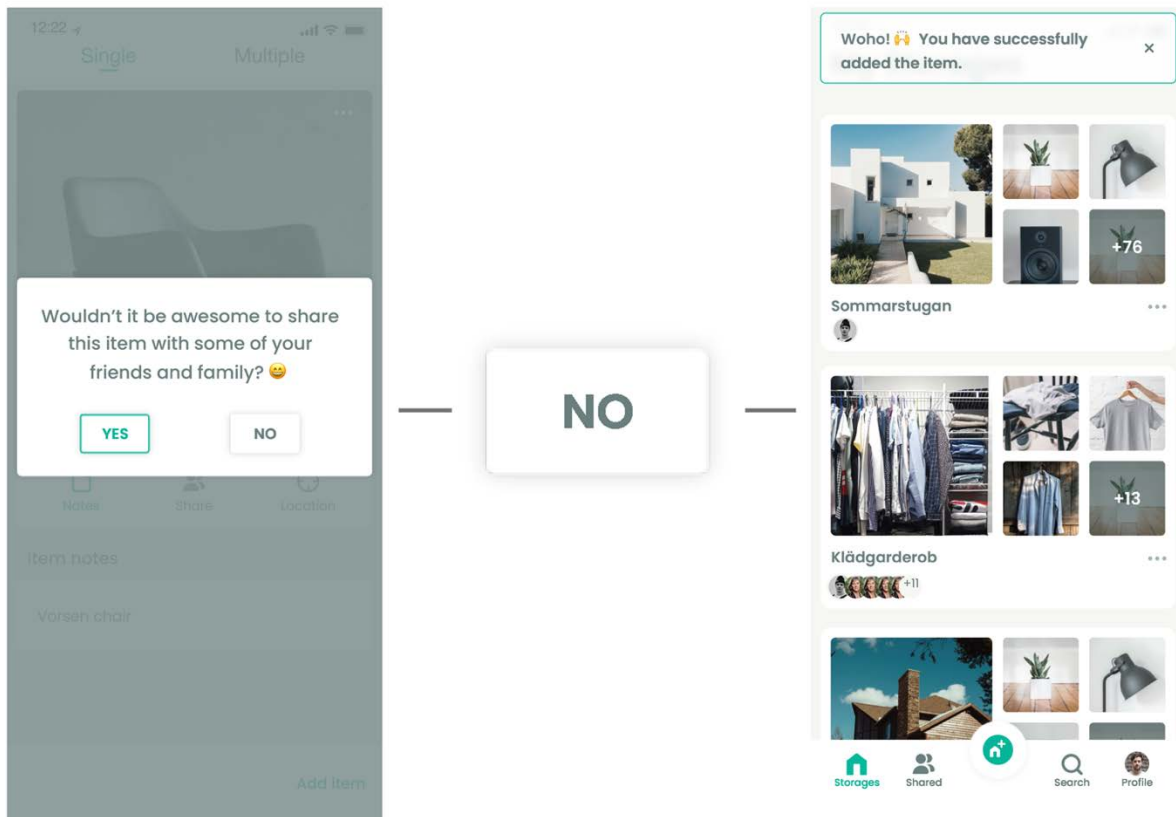 12:22
Single Multiple
Wouldn’t it be awesome to share
this item with some of your
friends and family? 😄
YES NO
Notes Share Location
Item notes
Vorsen chair
Add item
NO
Woho! 🙌 You have successfully
added the item.
+76
Sommarstugan
+13
Klädgarderob
+11
Storages Shared Search Profile